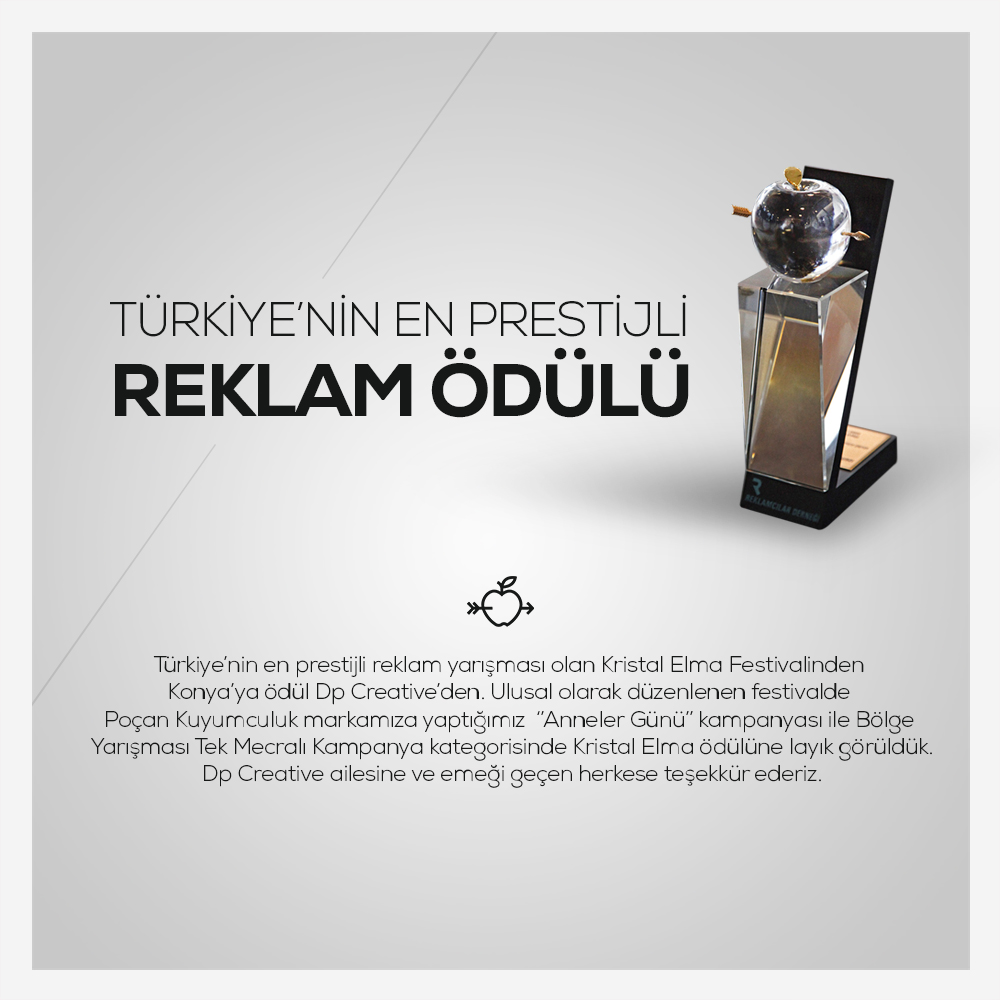 TÜRKİYE'NİN EN PRESTİJLİ
REKLAM ÖDÜLÜ
R
REKLAMCILAR DERNEĞİ
Türkiye'nin en prestijli reklam yarışması olan Kristal Elma Festivalinden
Konya'ya ödül Dp Creative'den. Ulusal olarak düzenlenen festivalde
Poçan Kuyumculuk markamıza yaptığımız "Anneler Günü" kampanyası ile Bölge
Yarışması Tek Mecralı Kampanya kategorisinde Kristal Elma ödülüne layık görüldük.
Dp Creative ailesine ve emeği geçen herkese teşekkür ederiz.